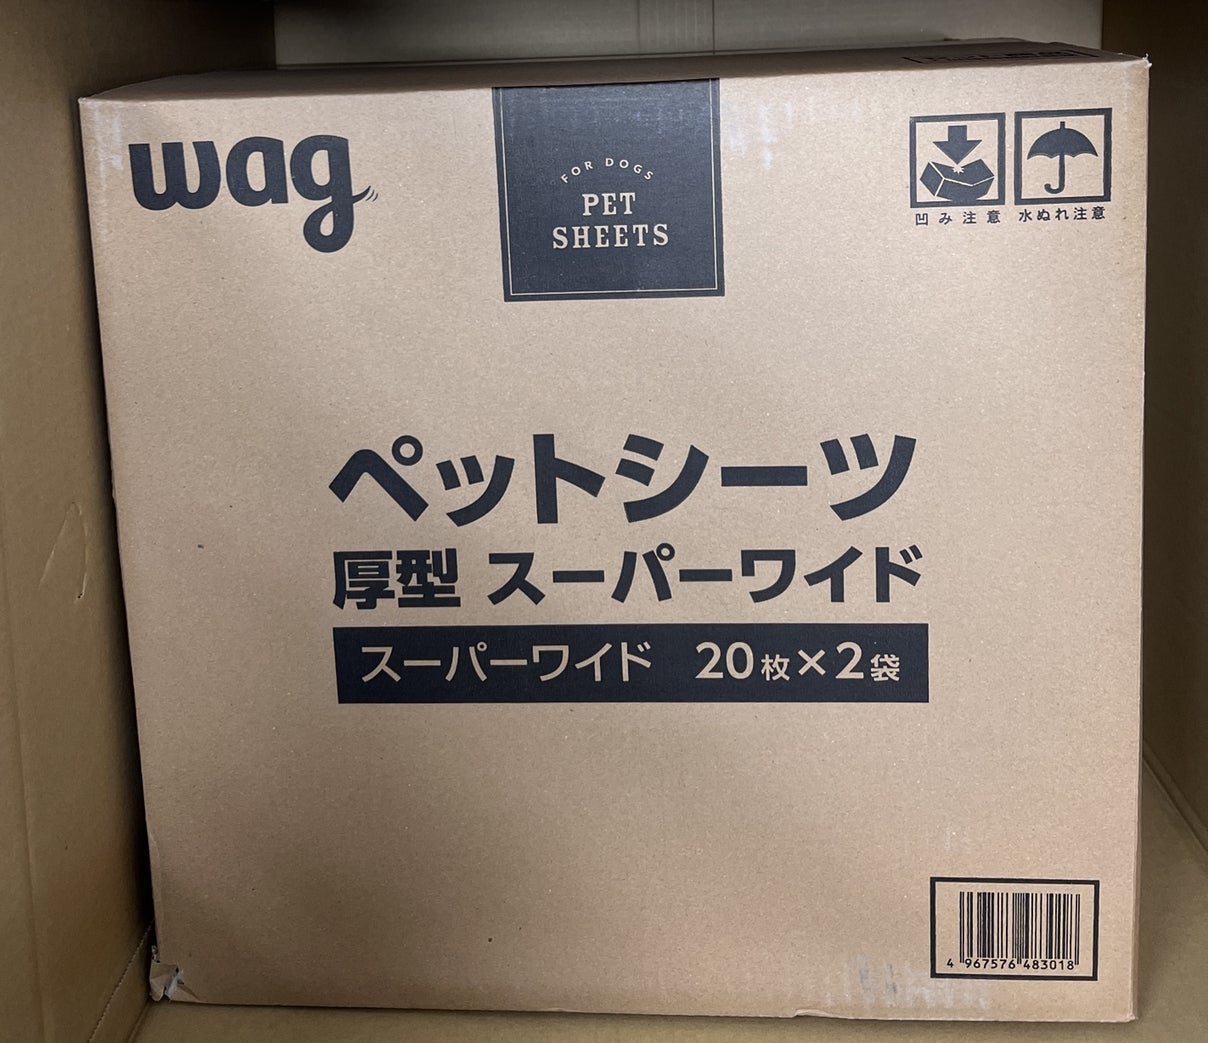 wag
FOR DOGS
PET
SHEETS
凹み注意
水ぬれ注意
ペットシーツ
厚型 スーパーワイド
スーパーワイド 20枚×2袋
4 967576 483018